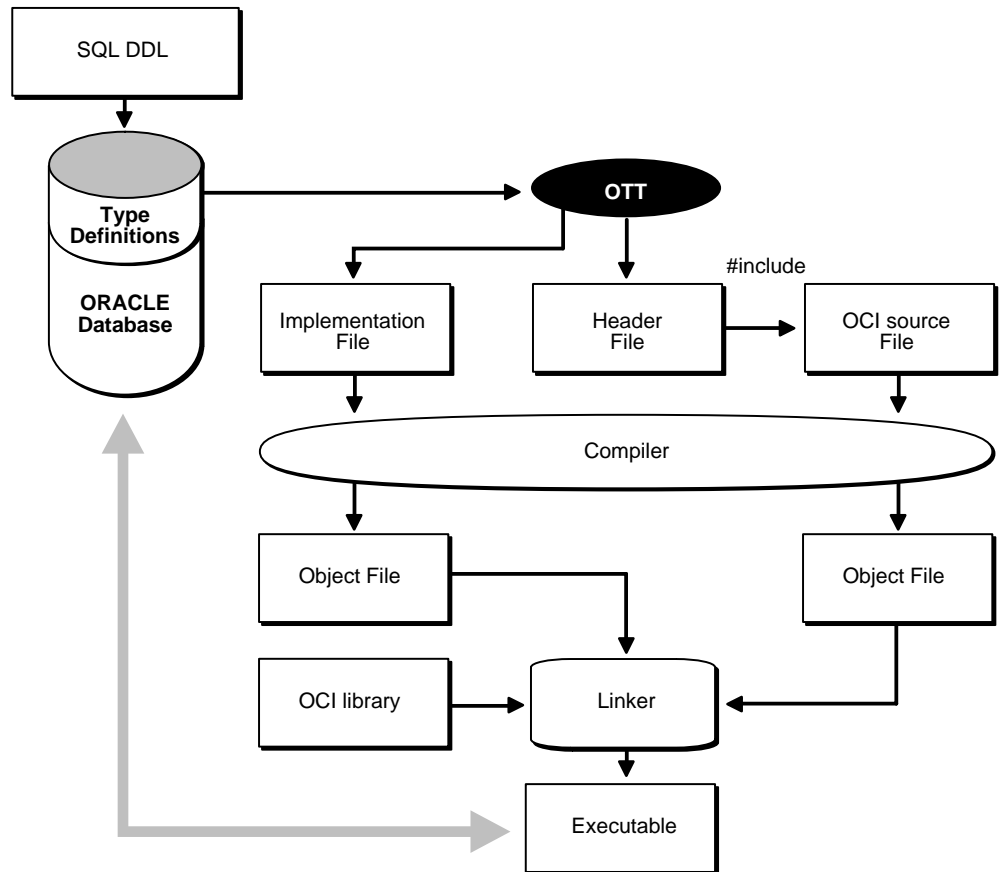 SQL DDL
Type
Definitions
ORACLE
Database
OTT
#include
Implementation
File
Header
File
OCI source
File
Compiler
Object File
Object File
OCI library
Linker
Executable